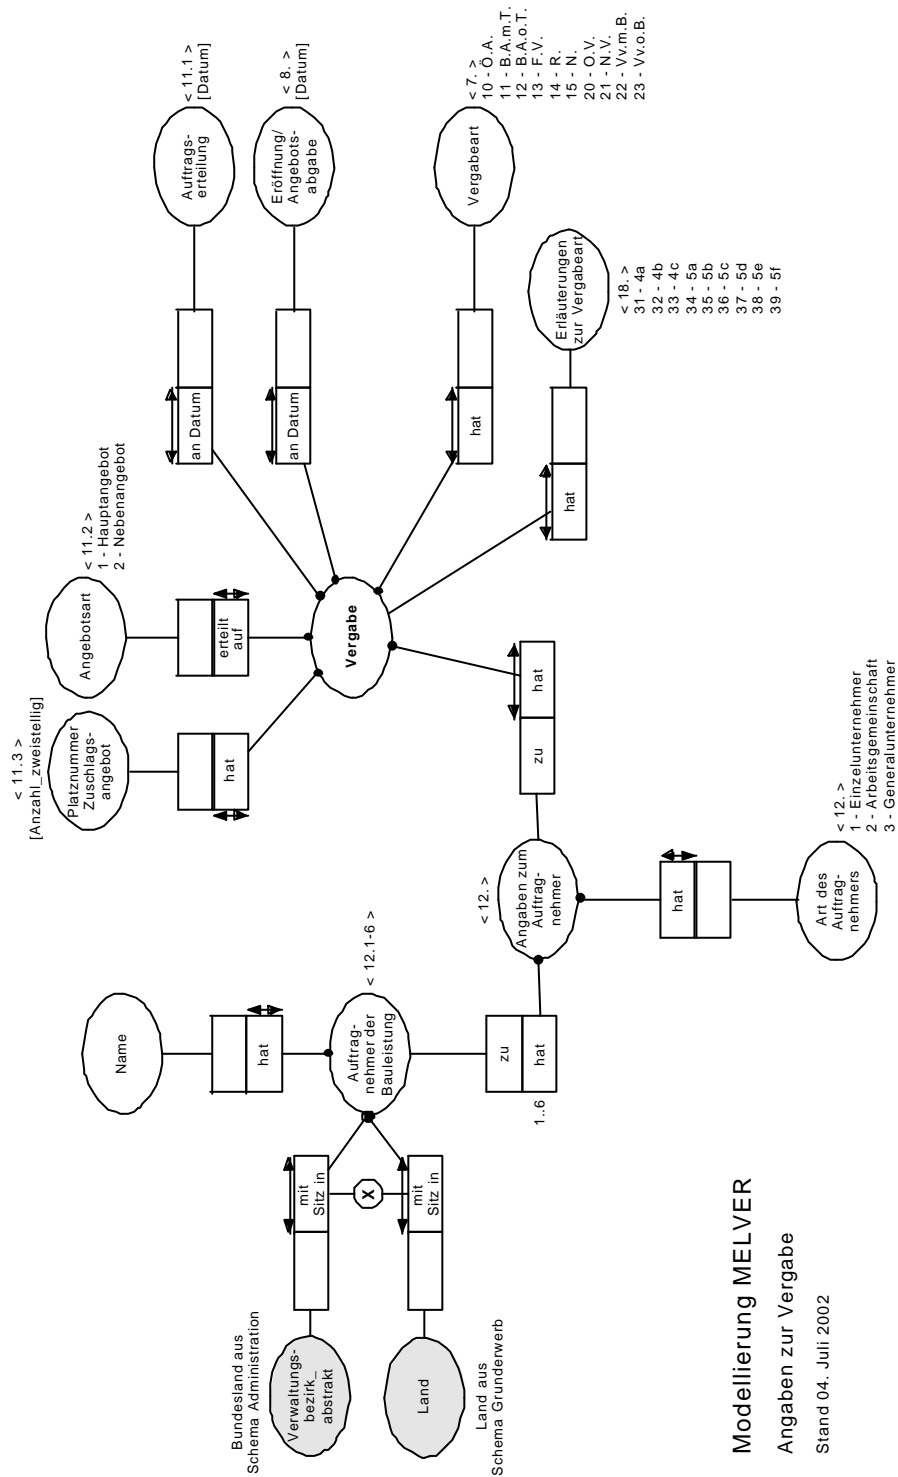 Bundesland aus
Schema Administration
Verwaltungs-
bezirk_
abstrakt
mit
Sitz in
X
Land aus
Schema Grunderwerb
Land
mit
Sitz in
Name
hat
Auftrag-
nehmer der
Bauleistung
< 12.1-6 >
zu
hat
1..6
< 12. >
Angaben zum
Auftrag-
nehmer
hat
Art des
Auftrag-
nehmers
< 12. >
1 - Einzelunternehmer
2 - Arbeitsgemeinschaft
3 - Generalunternehmer
zu
hat
< 11.3 >
[Anzahl_zweistellig]
Platznummer
Zuschlags-
angebot
hat
Angebotsart
< 11.2 >
1 - Hauptangebot
2 - Nebenangebot
erteilt
auf
Vergabe
an Datum
Auftrags-
erteilung
< 11.1 >
[Datum]
an Datum
Eröffnung/
Angebots-
abgabe
< 8. >
[Datum]
hat
Vergabeart
< 7. >
10 - Ö.A.
11 - B.A.m.T.
12 - B.A.o.T.
13 - F.V.
14 - R.
15 - N.
20 - O.V.
21 - N.V.
22 - Vv.m.B.
23 - Vv.o.B.
hat
Erläuterungen
zur Vergabeart
< 18. >
31 - 4a
32 - 4b
33 - 4c
34 - 5a
35 - 5b
36 - 5c
37 - 5d
38 - 5e
39 - 5f
Modellierung MELVER
Angaben zur Vergabe
Stand 04. Juli 2002